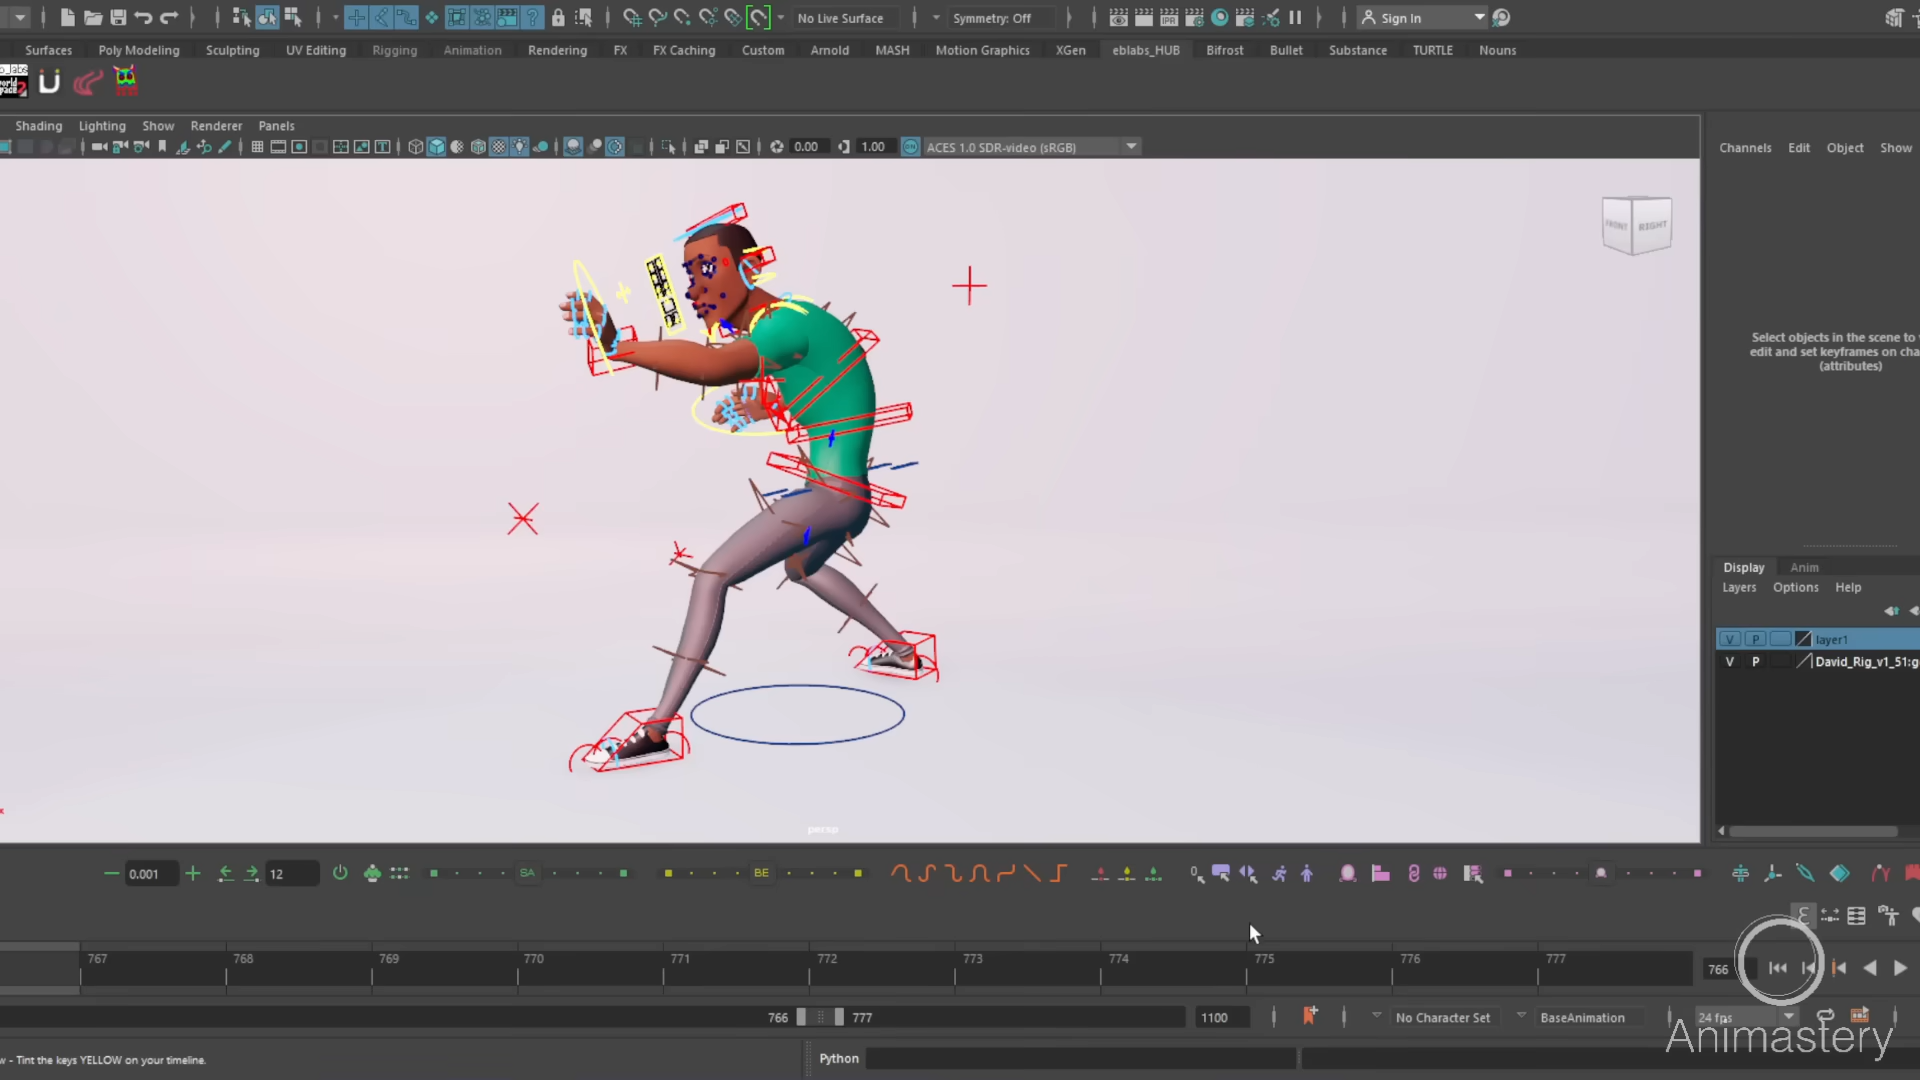 No Live Surface
Symmetry: Off
Sign In
Surfaces
Poly Modeling
Sculpting
UV Editing
Rigging
Animation
Rendering
FX
FX Caching
Custom
Arnold
MASH
Motion Graphics
XGen
eblabs_HUB
Bifrost
Bullet
Substance
TURTLE
Nouns
Shading
Lighting
Show
Renderer
Panels
IPR
0.00
1.00
ON
ACES 1.0 SDR-video (sRGB)
Channels
Edit
Object
Show
FRONT
RIGHT
Select objects in the scene to
edit and set keyframes on cha
(attributes)
Display
Anim
Layers
Options
Help
V P
layer1
V P
David_Rig_v1_51:g
persp
0.001
12
SA
BE
767
768
769
770
771
772
773
774
775
776
777
766
766
777
1100
No Character Set
BaseAnimation
24 fps
Animastery
w - Tint the keys YELLOW on your timeline.
Python